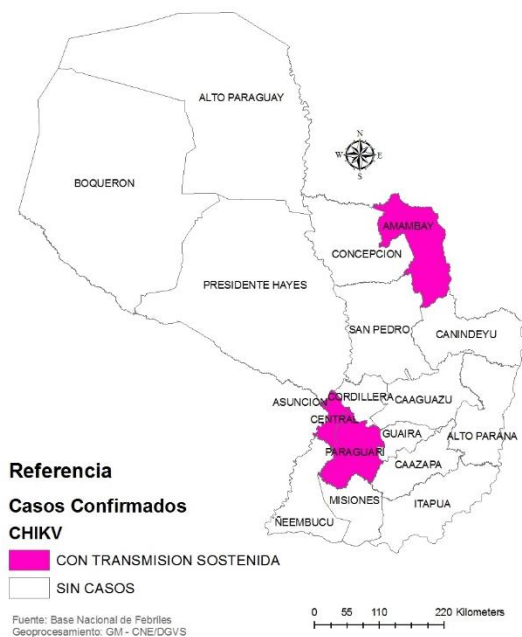 ALTO PARAGUAY
BOQUERON
N
W E
S
AMAMBAY
CONCEPCION
PRESIDENTE HAYES
SAN PEDRO
CANINDEYU
ASUNCION
CORDILLERA
CAAGUAZU
CENTRAL
GUAIRA
ALTO PARANA
PARAGUARI
CAAZAPA
MISIONES
ITAPUA
ÑEEMBUCU
Referencia
Casos Confirmados
CHIKV
CON TRANSMISION SOSTENIDA
SIN CASOS
Fuente: Base Nacional de Febriles
Geoprocesamiento: GM - CNE/DGVS
0 55 110 220 Kilometers